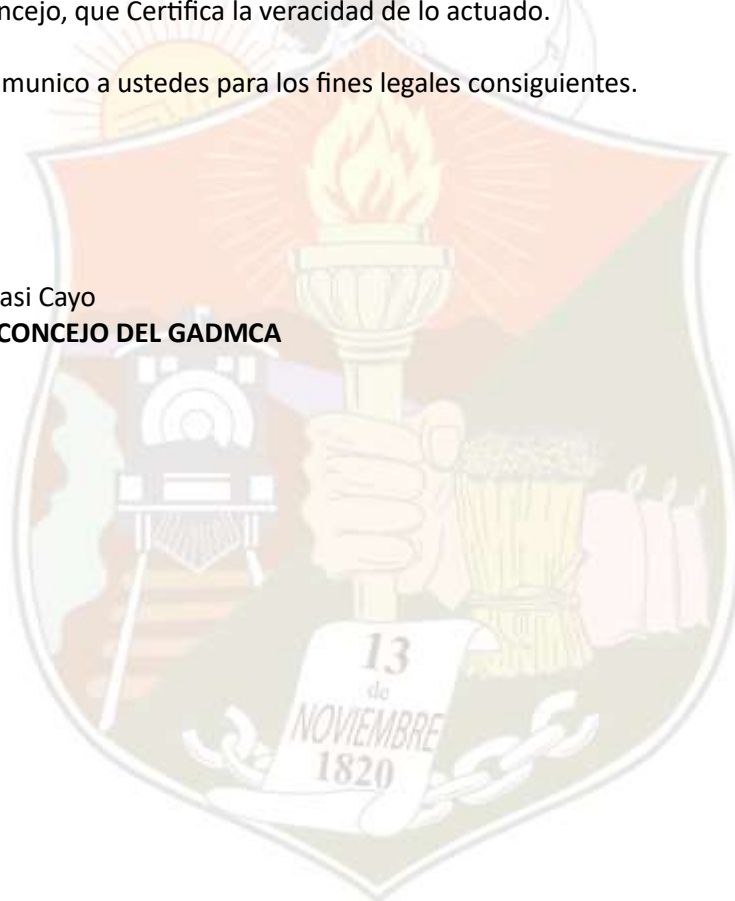 ncejo, que Certifica la veracidad de lo actuado.
munico a ustedes para los fines legales consiguientes.
asi Cayo
CONCEJO DEL GADMCA
13
de
NOVIEMBRE
1820